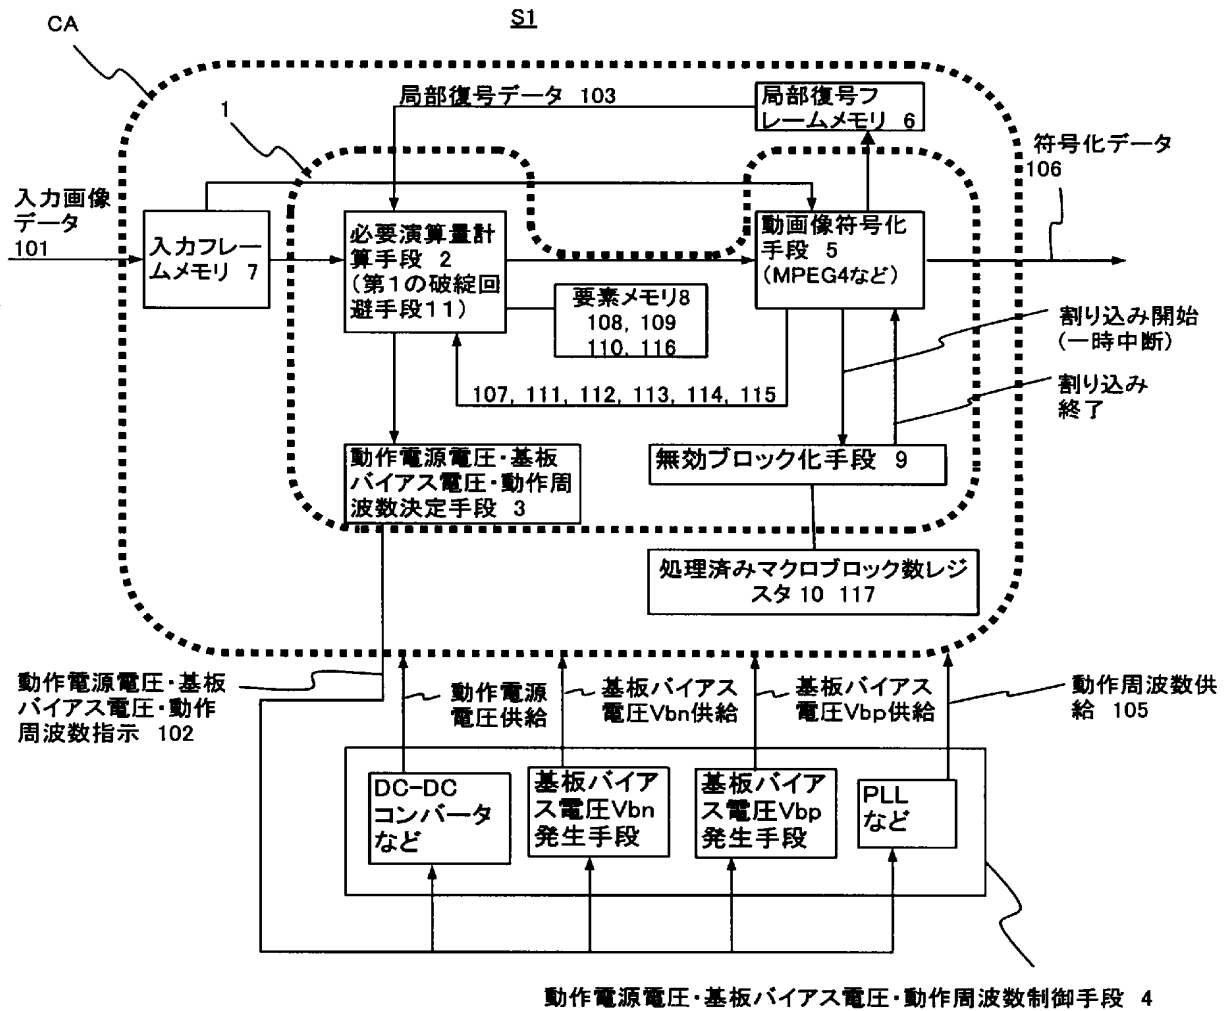 S1
CA
1
局部復号データ 103
局部復号フ
レームメモリ 6
符号化データ
106
入力画像
データ
101
入力フレー
ムメモリ 7
必要演算量計
算手段 2
(第1の破綻回
避手段11)
動画像符号化
手段 5
(MPEG4など)
要素メモリ8
108, 109
110, 116
割り込み開始
(一時中断)
107, 111, 112, 113, 114, 115
割り込み
終了
動作電源電圧・基板
バイアス電圧・動作周
波数決定手段 3
無効ブロック化手段 9
処理済みマクロブロック数レジ
スタ10 117
動作電源電圧・基板
バイアス電圧・動作
周波数指示 102
動作電源
電圧供給
基板バイアス
電圧Vbn供給
基板バイアス
電圧Vbp供給
動作周波数供
給 105
DC-DC
コンバータ
など
基板バイア
ス電圧Vbn
発生手段
基板バイア
ス電圧Vbp
発生手段
PLL
など
動作電源電圧・基板バイアス電圧・動作周波数制御手段 4